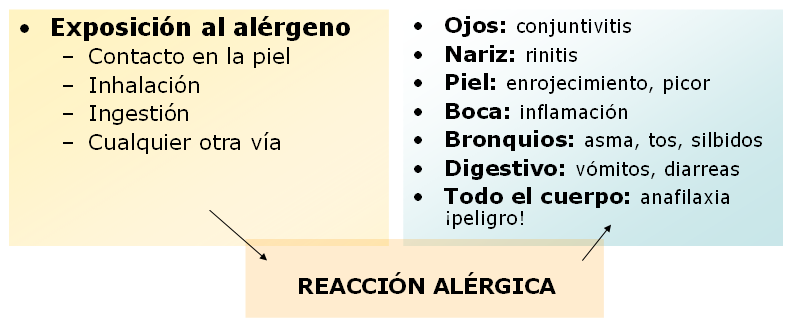 • Exposición al alérgeno
– Contacto en la piel
– Inhalación
– Ingestión
– Cualquier otra vía
• Ojos: conjuntivitis
• Nariz: rinitis
• Piel: enrojecimiento, picor
• Boca: inflamación
• Bronquios: asma, tos, silbidos
• Digestivo: vómitos, diarreas
• Todo el cuerpo: anafilaxia
¡peligro!
REACCIÓN ALÉRGICA